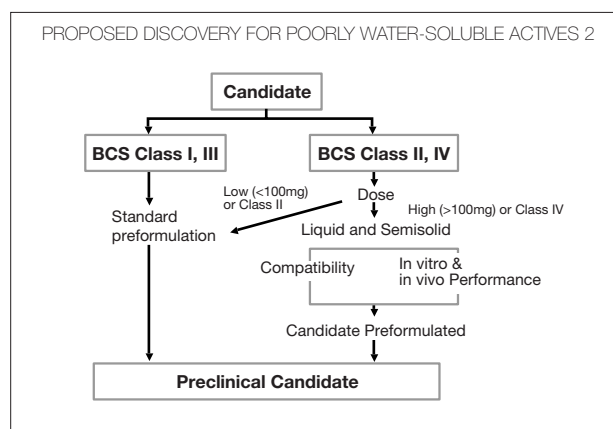 PROPOSED DISCOVERY FOR POORLY WATER-SOLUBLE ACTIVES 2
Candidate
BCS Class I, III
BCS Class II, IV
Low (<100mg)
or Class II
Dose
High (>100mg) or Class IV
Standard
preformulation
Liquid and Semisolid
Compatibility
In vitro &
in vivo Performance
Candidate Preformulated
Preclinical Candidate